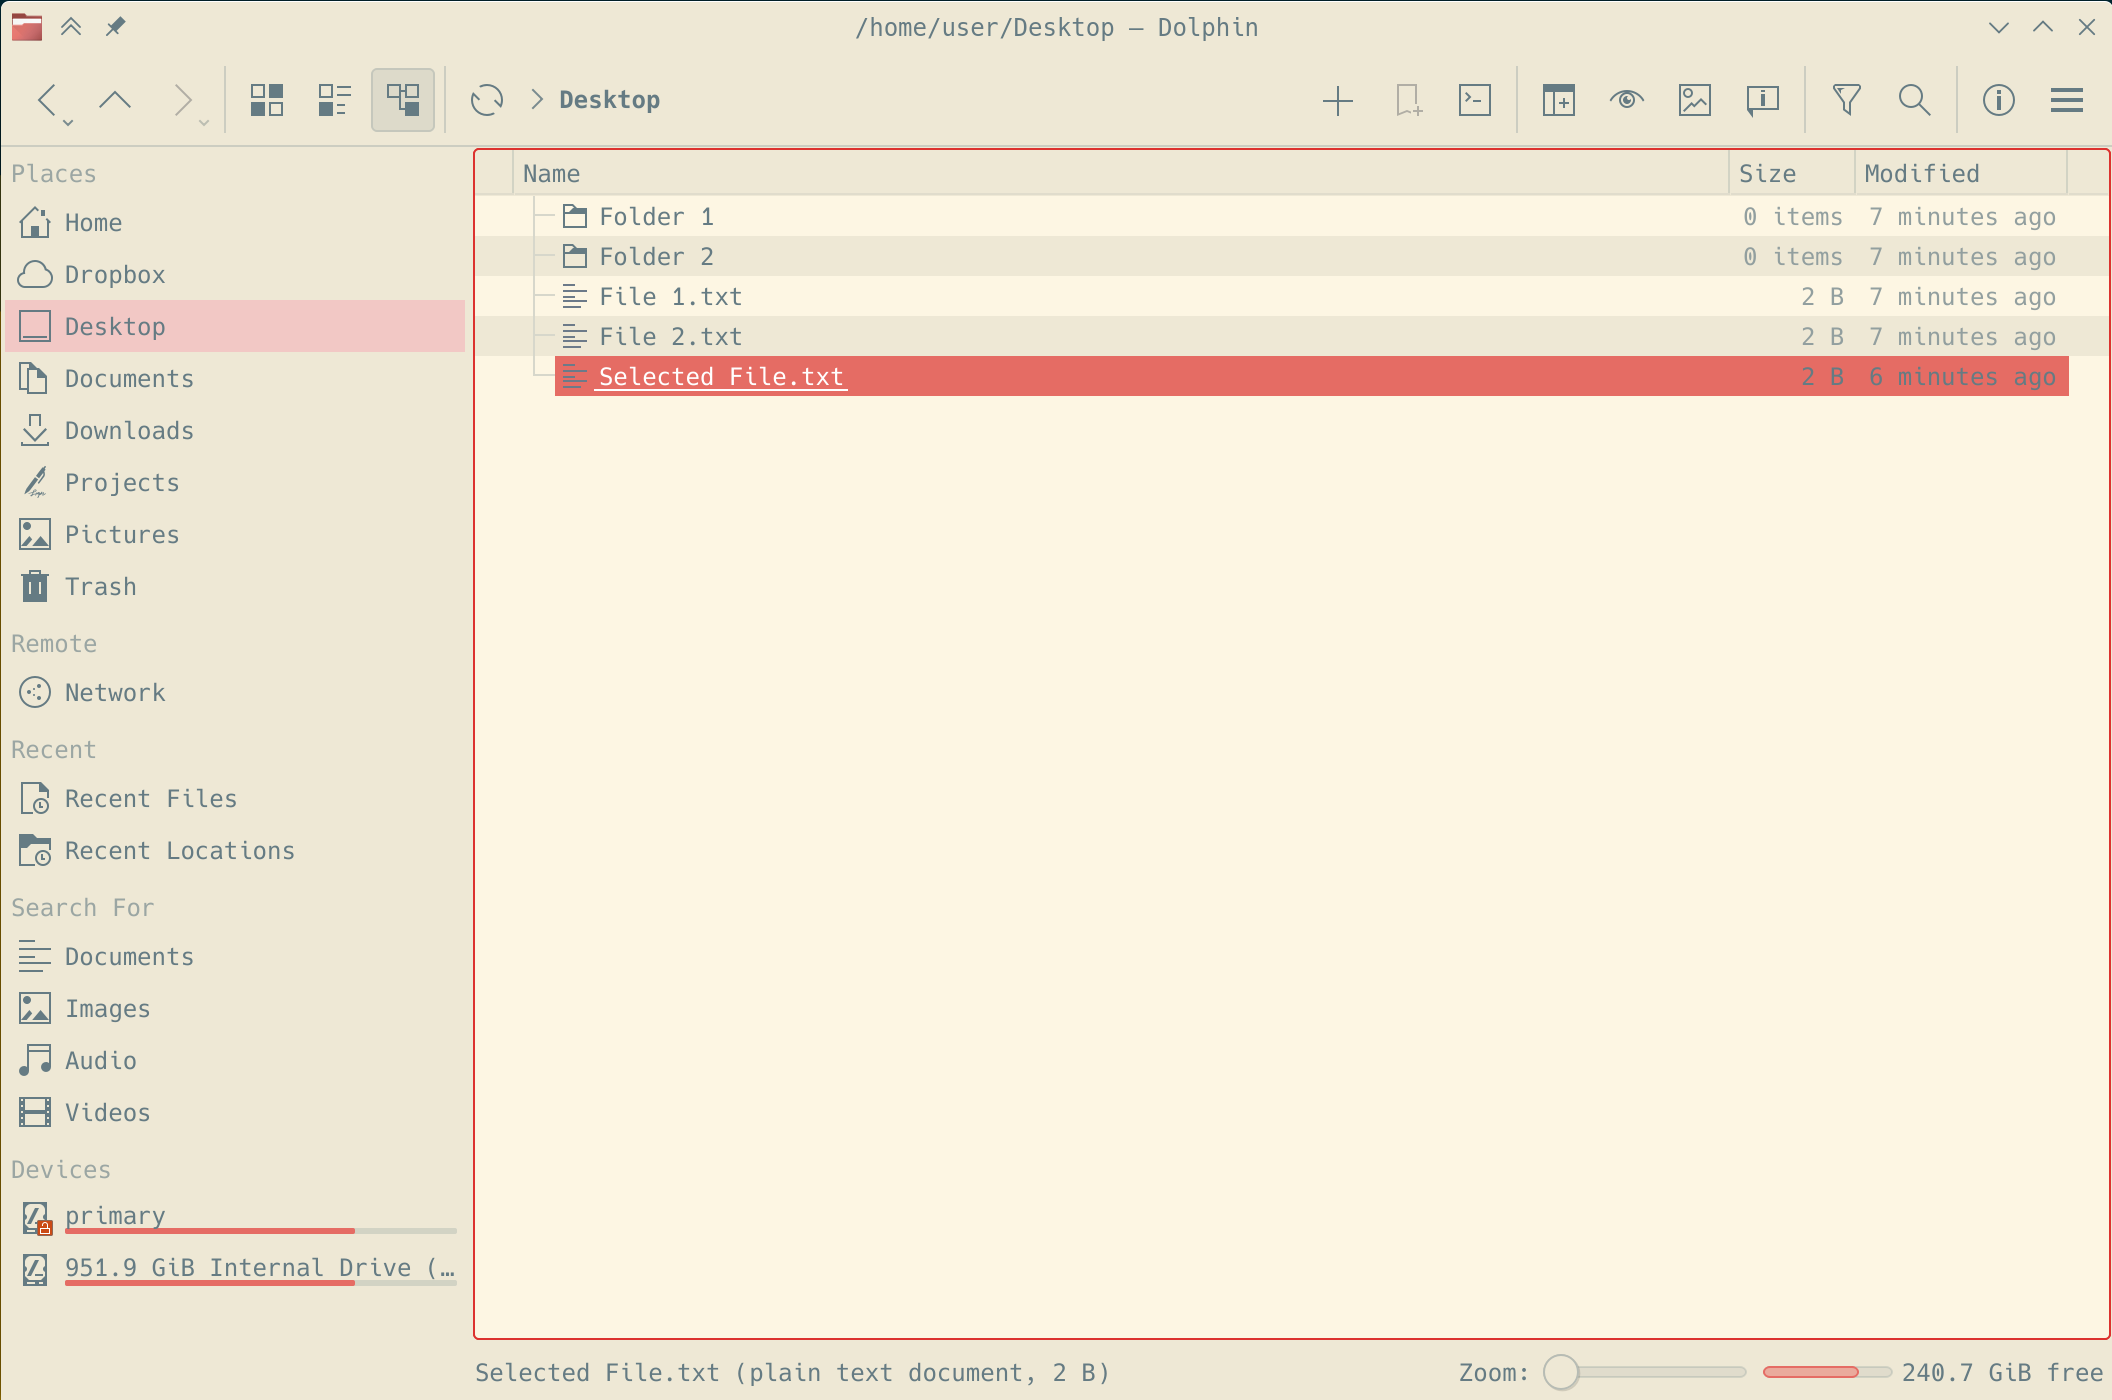 /home/user/Desktop — Dolphin
Desktop
Places
Home
Dropbox
Desktop
Documents
Downloads
Projects
Pictures
Trash
Remote
Network
Recent
Recent Files
Recent Locations
Search For
Documents
Images
Audio
Videos
Devices
primary
951.9 GiB Internal Drive (…
Name Size Modified
Folder 1 0 items 7 minutes ago
Folder 2 0 items 7 minutes ago
File 1.txt 2 B 7 minutes ago
File 2.txt 2 B 7 minutes ago
Selected File.txt 2 B 6 minutes ago
Selected File.txt (plain text document, 2 B) Zoom: 240.7 GiB free